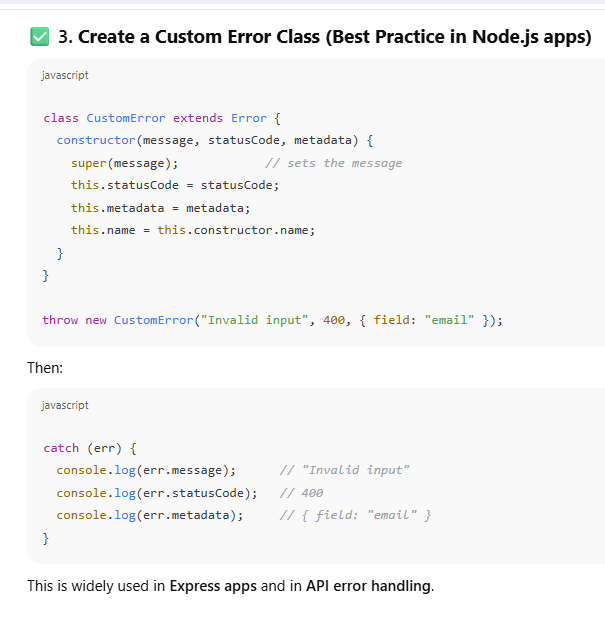 ✅ 3. Create a Custom Error Class (Best Practice in Node.js apps)
javascript
class CustomError extends Error {
  constructor(message, statusCode, metadata) {
    super(message);            // sets the message
    this.statusCode = statusCode;
    this.metadata = metadata;
    this.name = this.constructor.name;
  }
}
throw new CustomError("Invalid input", 400, { field: "email" });
Then:
javascript
catch (err) {
  console.log(err.message);      // "Invalid input"
  console.log(err.statusCode);   // 400
  console.log(err.metadata);     // { field: "email" }
}
This is widely used in Express apps and in API error handling.